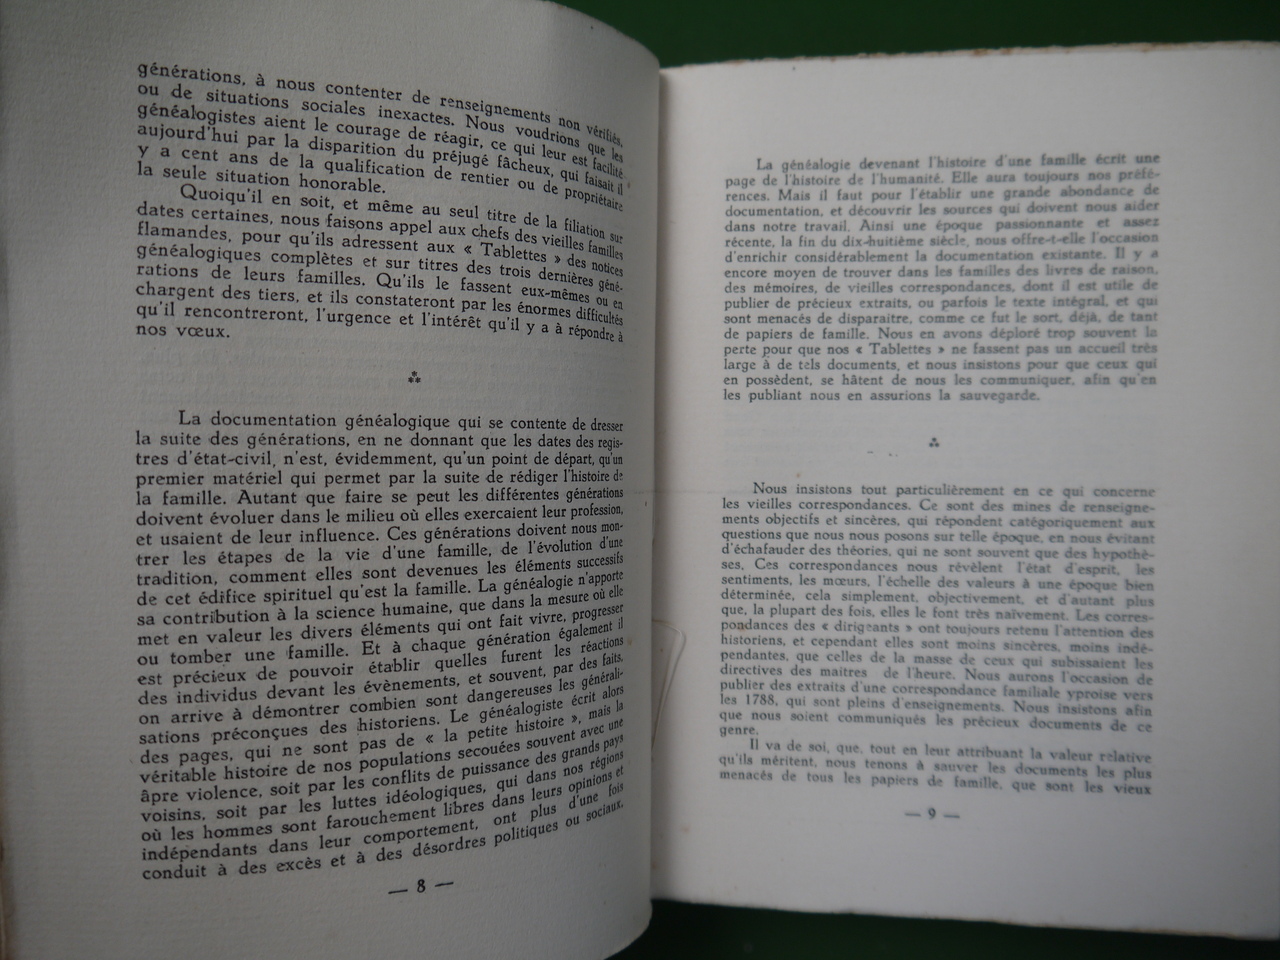 générations, à nous contenter de renseignements non vérifiés,
ou de situations sociales inexactes. Nous voudrions que les
généalogistes aient le courage de réagir, ce qui leur est facilité
aujourd'hui par la disparition du préjugé fâcheux, qui faisait il
y a cent ans de la qualification de rentier ou de propriétaire
la seule situation honorable.
Quoiqu'il en soit, et même au seul titre de la filiation sur
dates certaines, nous faisons appel aux chefs des vieilles familles
flamandes, pour qu'ils adressent aux « Tablettes » des notices
généalogiques complètes et sur titres des trois dernières géné-
rations de leurs familles. Qu'ils le fassent eux-mêmes ou en
chargent des tiers, et ils constateront par les énormes difficultés
qu'il rencontreront, l'urgence et l'intérêt qu'il y a à répondre à
nos vœux.
⁂
La documentation généalogique qui se contente de dresser
la suite des générations, en ne donnant que les dates des regis-
tres d'état-civil, n'est, évidemment, qu'un point de départ, qu'un
premier matériel qui permet par la suite de rédiger l'histoire de
la famille. Autant que faire se peut les différentes générations
doivent évoluer dans le milieu où elles exercaient leur profession,
et usaient de leur influence. Ces générations doivent nous mon-
trer les étapes de la vie d'une famille, de l'évolution d'une
tradition, comment elles sont devenues les éléments successifs
de cet édifice spirituel qu'est la famille. La généalogie n'apporte
sa contribution à la science humaine, que dans la mesure où elle
met en valeur les divers éléments qui ont fait vivre, progresser
ou tomber une famille. Et à chaque génération également il
est précieux de pouvoir établir quelles furent les réactions
des individus devant les évènements, et souvent, par des faits,
on arrive à démontrer combien sont dangereuses les générali-
sations préconçues des historiens. Le généalogiste écrit alors
des pages, qui ne sont pas de « la petite histoire », mais la
véritable histoire de nos populations secouées souvent avec une
âpre violence, soit par les conflits de puissance des grands pays
voisins, soit par les luttes idéologiques, qui dans nos régions
où les hommes sont farouchement libres dans leurs opinions et
indépendants dans leur comportement, ont plus d'une fois
conduit à des excès et à des désordres politiques ou sociaux.
— 8 —
La généalogie devenant l'histoire d'une famille écrit une
page de l'histoire de l'humanité. Elle aura toujours nos préfé-
rences. Mais il faut pour l'établir une grande abondance de
documentation, et découvrir les sources qui doivent nous aider
dans notre travail. Ainsi une époque passionnante et assez
récente, la fin du dix-huitième siècle, nous offre-t-elle l'occasion
d'enrichir considérablement la documentation existante. Il y a
encore moyen de trouver dans les familles des livres de raison,
des mémoires, de vieilles correspondances, dont il est utile de
publier de précieux extraits, ou parfois le texte intégral, et qui
sont menacés de disparaitre, comme ce fut le sort, déjà, de tant
de papiers de famille. Nous en avons déploré trop souvent la
perte pour que nos « Tablettes » ne fassent pas un accueil très
large à de tels documents, et nous insistons pour que ceux qui
en possèdent, se hâtent de nous les communiquer, afin qu'en
les publiant nous en assurions la sauvegarde.
⁂
Nous insistons tout particulièrement en ce qui concerne
les vieilles correspondances. Ce sont des mines de renseigne-
ments objectifs et sincères, qui répondent catégoriquement aux
questions que nous nous posons sur telle époque, en nous évitant
d'échafauder des théories, qui ne sont souvent que des hypothè-
ses. Ces correspondances nous révèlent l'état d'esprit, les
sentiments, les mœurs, l'échelle des valeurs à une époque bien
déterminée, cela simplement, objectivement, et d'autant plus
que, la plupart des fois, elles le font très naïvement. Les corres-
pondances des « dirigeants » ont toujours retenu l'attention des
historiens, et cependant elles sont moins sincères, moins indé-
pendantes, que celles de la masse de ceux qui subissaient les
directives des maitres de l'heure. Nous aurons l'occasion de
publier des extraits d'une correspondance familiale yproise vers
les 1788, qui sont pleins d'enseignements. Nous insistons afin
que nous soient communiqués les précieux documents de ce
genre.
Il va de soi, que, tout en leur attribuant la valeur relative
qu'ils méritent, nous tenons à sauver les documents les plus
menacés de tous les papiers de famille, que sont les vieux
— 9 —